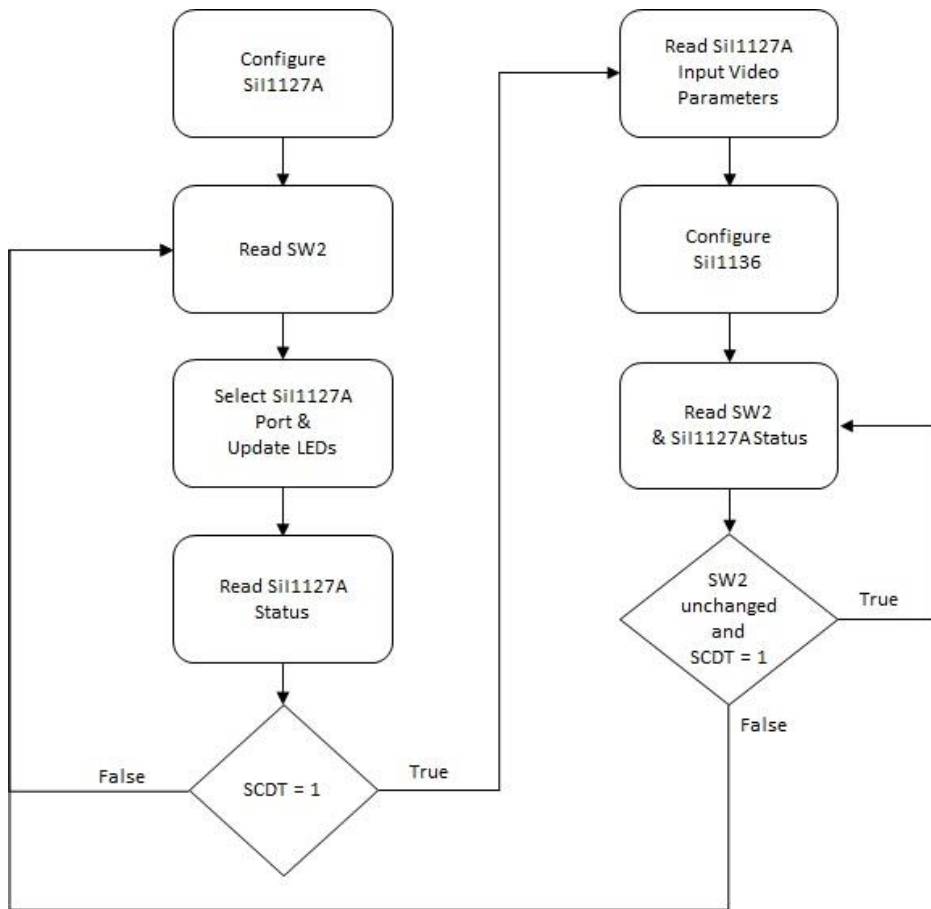 Configure
SiI1127A
Read SW2
Select SiI1127A
Port &
Update LEDs
Read SiI1127A
Status
SCDT = 1
False
True
Read SiI1127A
Input Video
Parameters
Configure
SiI1136
Read SW2
& SiI1127A Status
SW2
unchanged
and
SCDT = 1
True
False